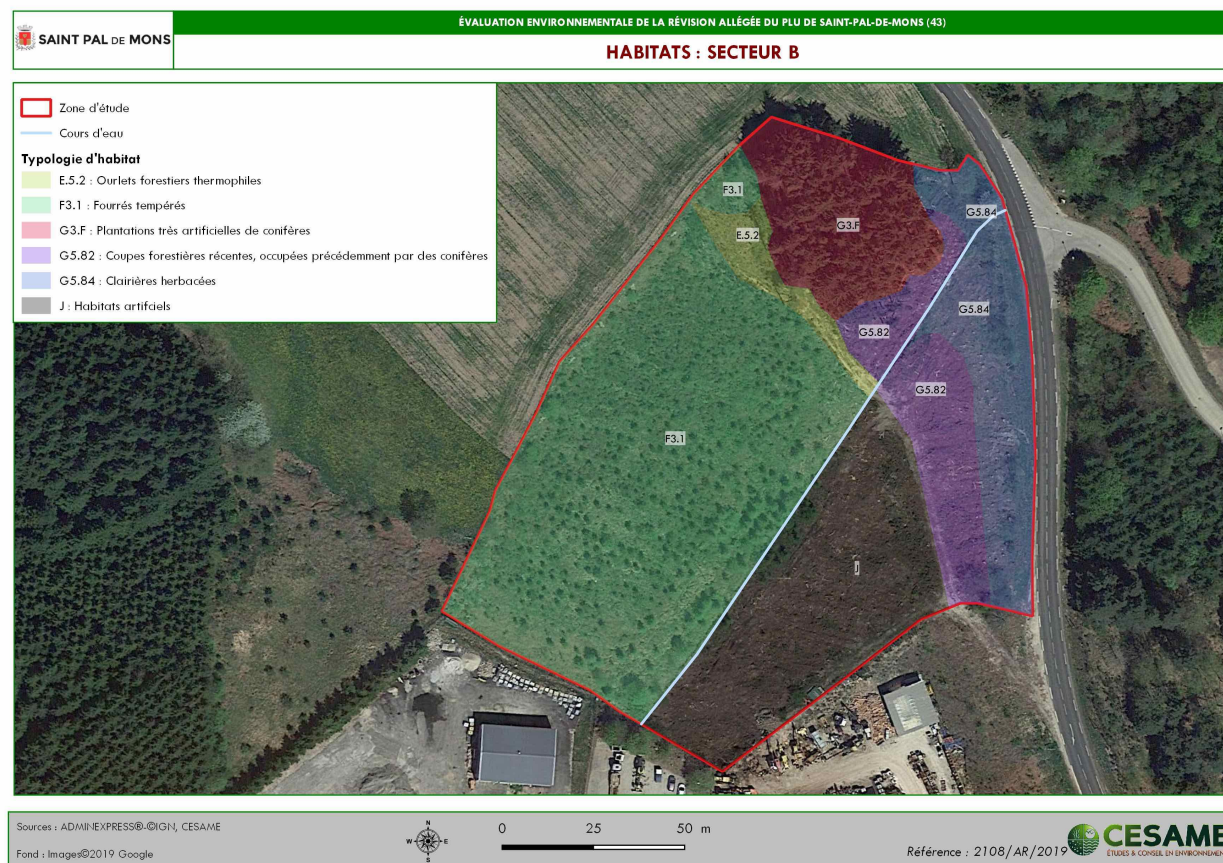 SAINT PAL DE MONS
ÉVALUATION ENVIRONNEMENTALE DE LA RÉVISION ALLÉGÉE DU PLU DE SAINT-PAL-DE-MONS (43)
HABITATS : SECTEUR B
Zone d'étude
Cours d'eau
Typologie d'habitat
E.5.2 : Ourlets forestiers thermophiles
F3.1 : Fourrés tempérés
G3.F : Plantations très artificielles de conifères
G5.82 : Coupes forestières récentes, occupées précédemment par des conifères
G5.84 : Clairières herbacées
J : Habitats artifciels
F3.1
G5.84
E.5.2
G3.F
G5.84
G5.82
G5.82
F3.1
J
Sources : ADMINEXPRESS®-©IGN, CESAME
Fond : Images©2019 Google
N
W
E
S
0 25 50 m
Référence : 2108/AR/2019
CESAME
ÉTUDES & CONSEIL EN ENVIRONNEMENT